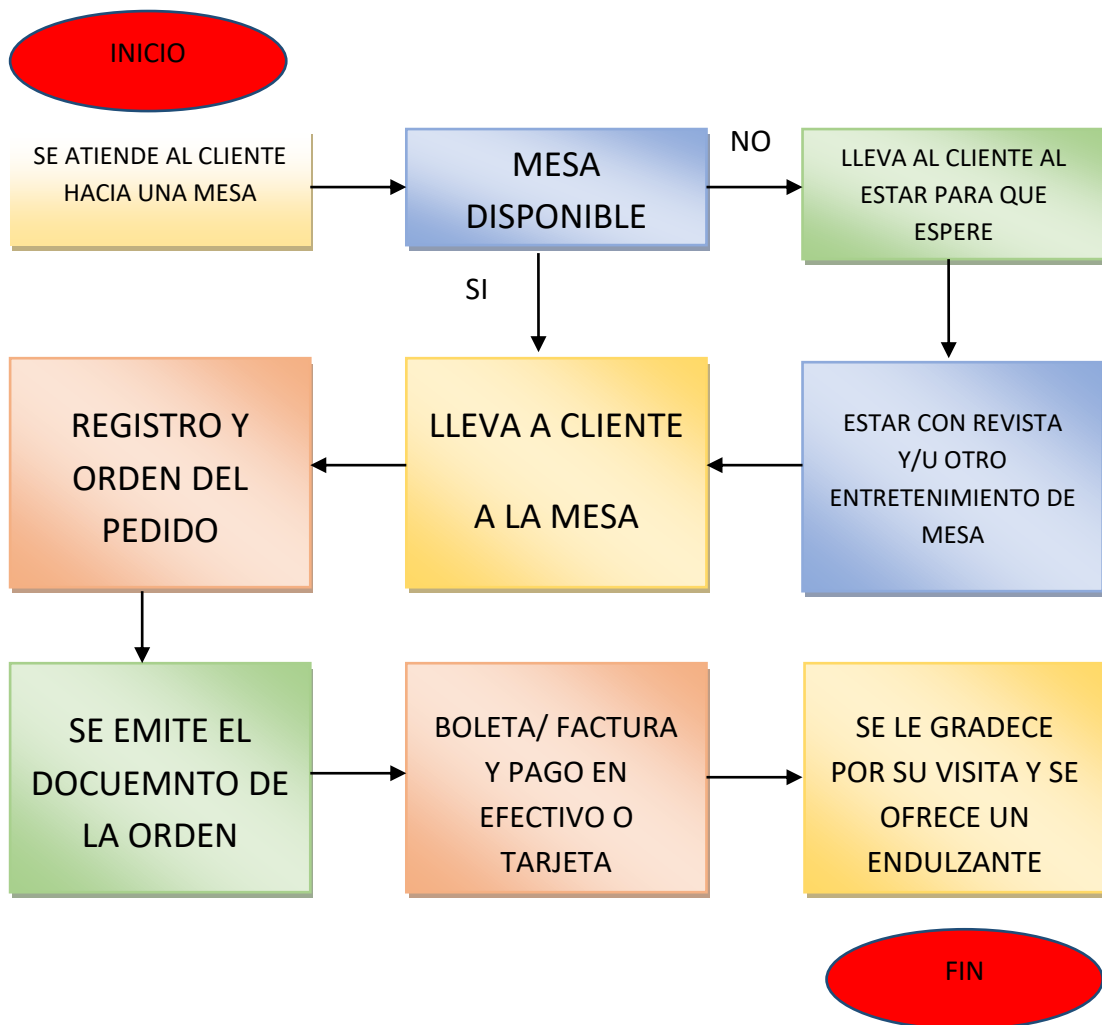 INICIO
SE ATIENDE AL CLIENTE
HACIA UNA MESA
MESA
DISPONIBLE
NO
LLEVA AL CLIENTE AL
ESTAR PARA QUE
ESPERE
SI
REGISTRO Y
ORDEN DEL
PEDIDO
LLEVA A CLIENTE
A LA MESA
ESTAR CON REVISTA
Y/U OTRO
ENTRETENIMIENTO DE
MESA
SE EMITE EL
DOCUEMNTO DE
LA ORDEN
BOLETA/ FACTURA
Y PAGO EN
EFECTIVO O
TARJETA
SE LE GRADECE
POR SU VISITA Y SE
OFRECE UN
ENDULZANTE
FIN